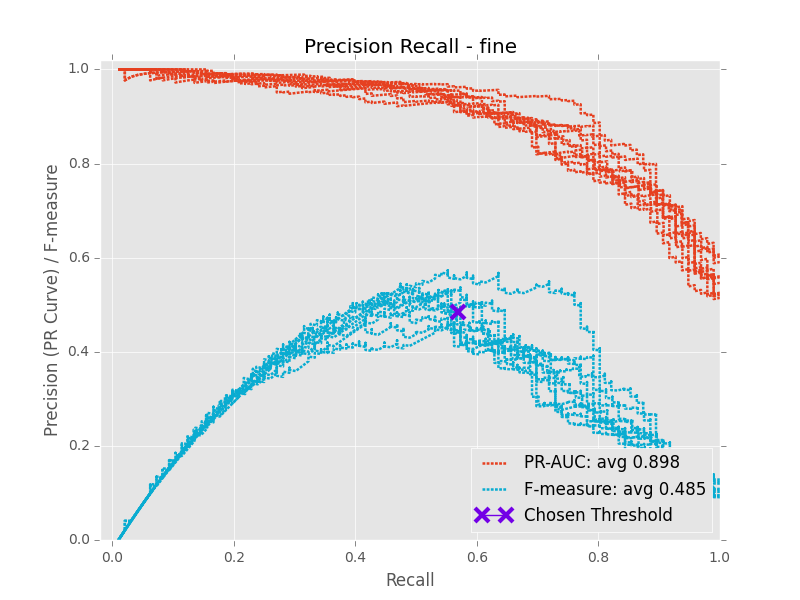 Precision Recall - fine
Precision (PR Curve) / F-measure
1.0
0.8
0.6
0.4
0.2
0.0
PR-AUC: avg 0.898
F-measure: avg 0.485
Chosen Threshold
0.0 0.2 0.4 0.6 0.8 1.0
Recall